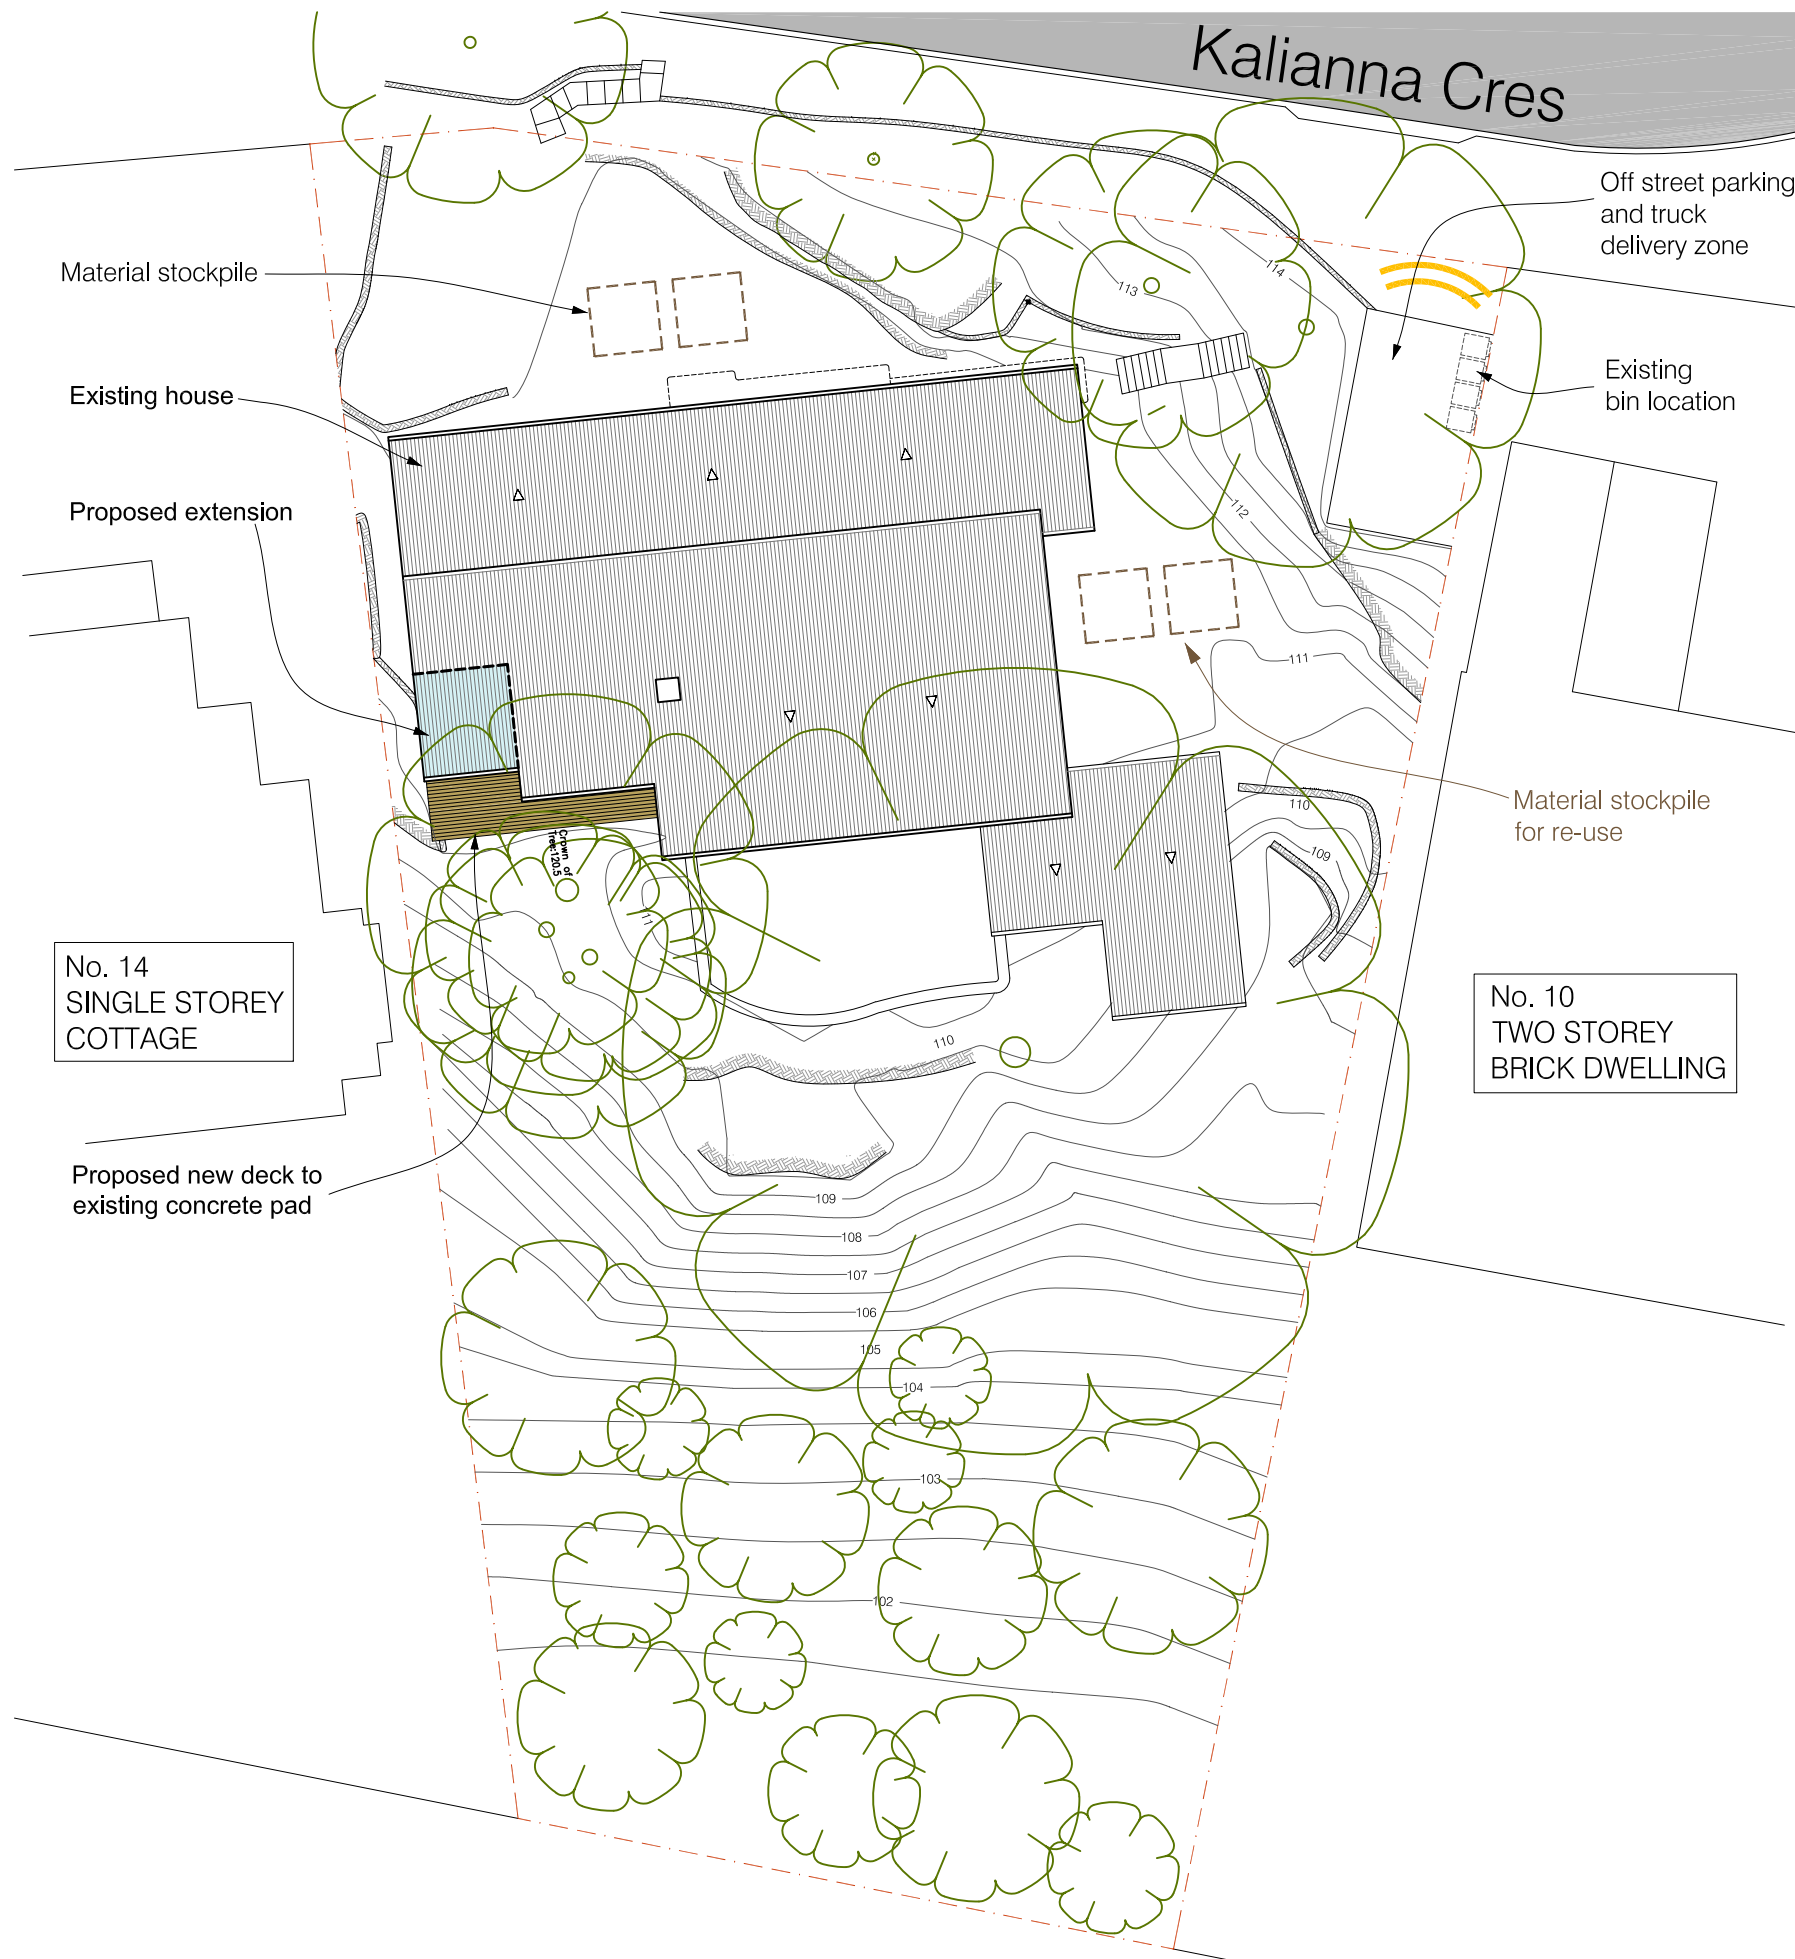 Kalianna Cres
Off street parking
and truck
delivery zone
Material stockpile
114
113
Existing house
Existing
bin location
Proposed extension
112
111
Material stockpile
for re-use
110
109
Crown of
Tree:120.5
111
No. 14
SINGLE STOREY
COTTAGE
No. 10
TWO STOREY
BRICK DWELLING
110
Proposed new deck to
existing concrete pad
109
108
107
106
105
104
103
102